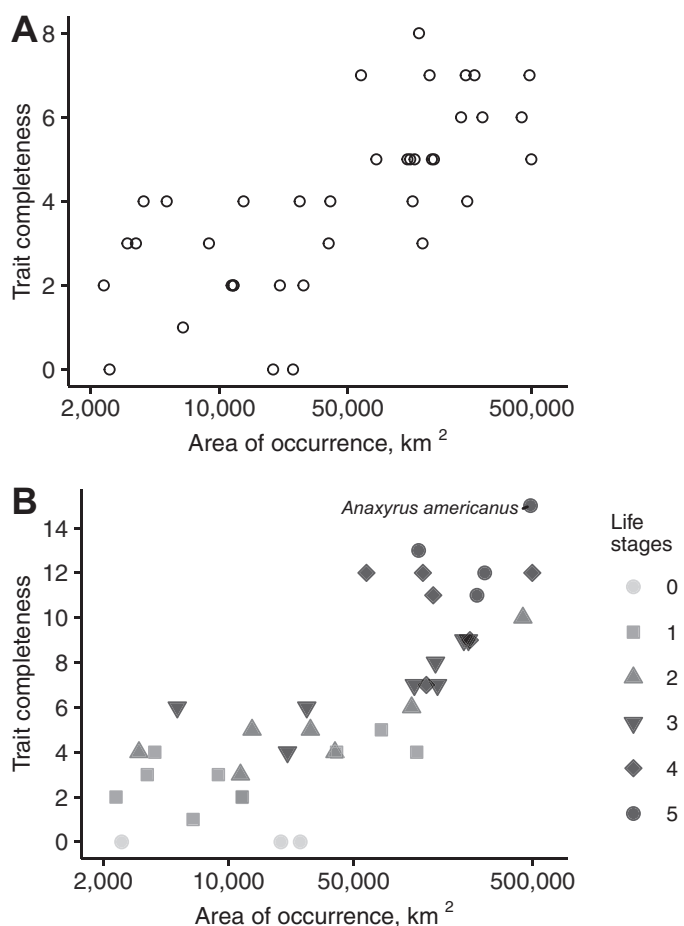 A
8
6
4
2
0
Trait completeness
2,000 10,000 50,000 500,000
Area of occurrence, km 2
B
Anaxyrus americanus
14
12
10
8
6
4
2
0
Trait completeness
2,000 10,000 50,000 500,000
Area of occurrence, km 2
Life
stages
0
1
2
3
4
5